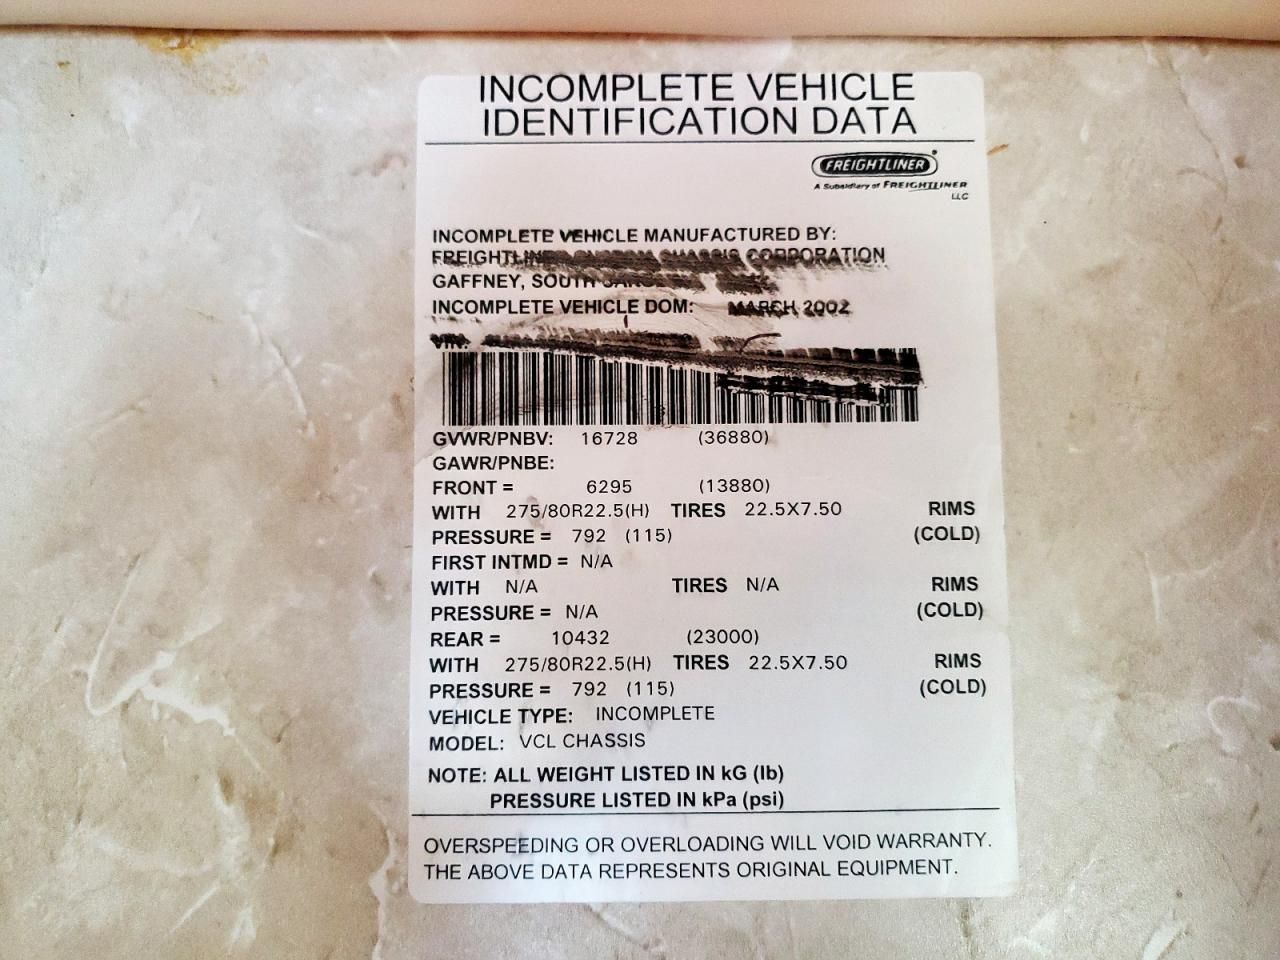 INCOMPLETE VEHICLE
IDENTIFICATION DATA
FREIGHTLINER
A Subsidiary of FREIGHTLINER
LLC
INCOMPLETE VEHICLE MANUFACTURED BY:
FREIGHTLINER CUSTOM CHASSIS CORPORATION
GAFFNEY, SOUTH
INCOMPLETE VEHICLE DOM: MARCH 2002
VIN:
GVWR/PNBV: 16728 (36880)
GAWR/PNBE:
FRONT = 6295 (13880)
WITH 275/80R22.5(H) TIRES 22.5X7.50 RIMS
PRESSURE = 792 (115) (COLD)
FIRST INTMD = N/A
WITH N/A TIRES N/A RIMS
PRESSURE = N/A (COLD)
REAR = 10432 (23000)
WITH 275/80R22.5(H) TIRES 22.5X7.50 RIMS
PRESSURE = 792 (115) (COLD)
VEHICLE TYPE: INCOMPLETE
MODEL: VCL CHASSIS
NOTE: ALL WEIGHT LISTED IN kG (lb)
PRESSURE LISTED IN kPa (psi)
OVERSPEEDING OR OVERLOADING WILL VOID WARRANTY.
THE ABOVE DATA REPRESENTS ORIGINAL EQUIPMENT.